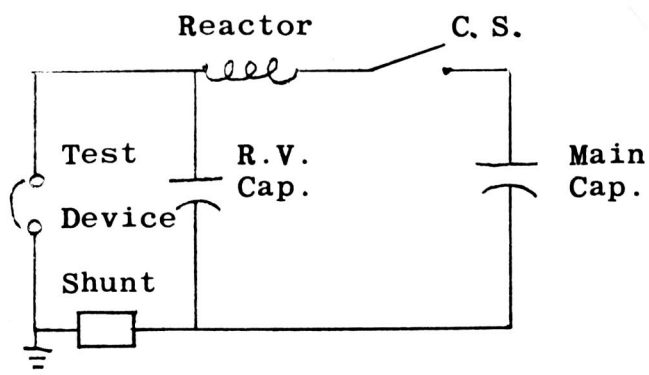 Reactor
C. S.
Test
Device
R.V.
Cap.
Main
Cap.
Shunt